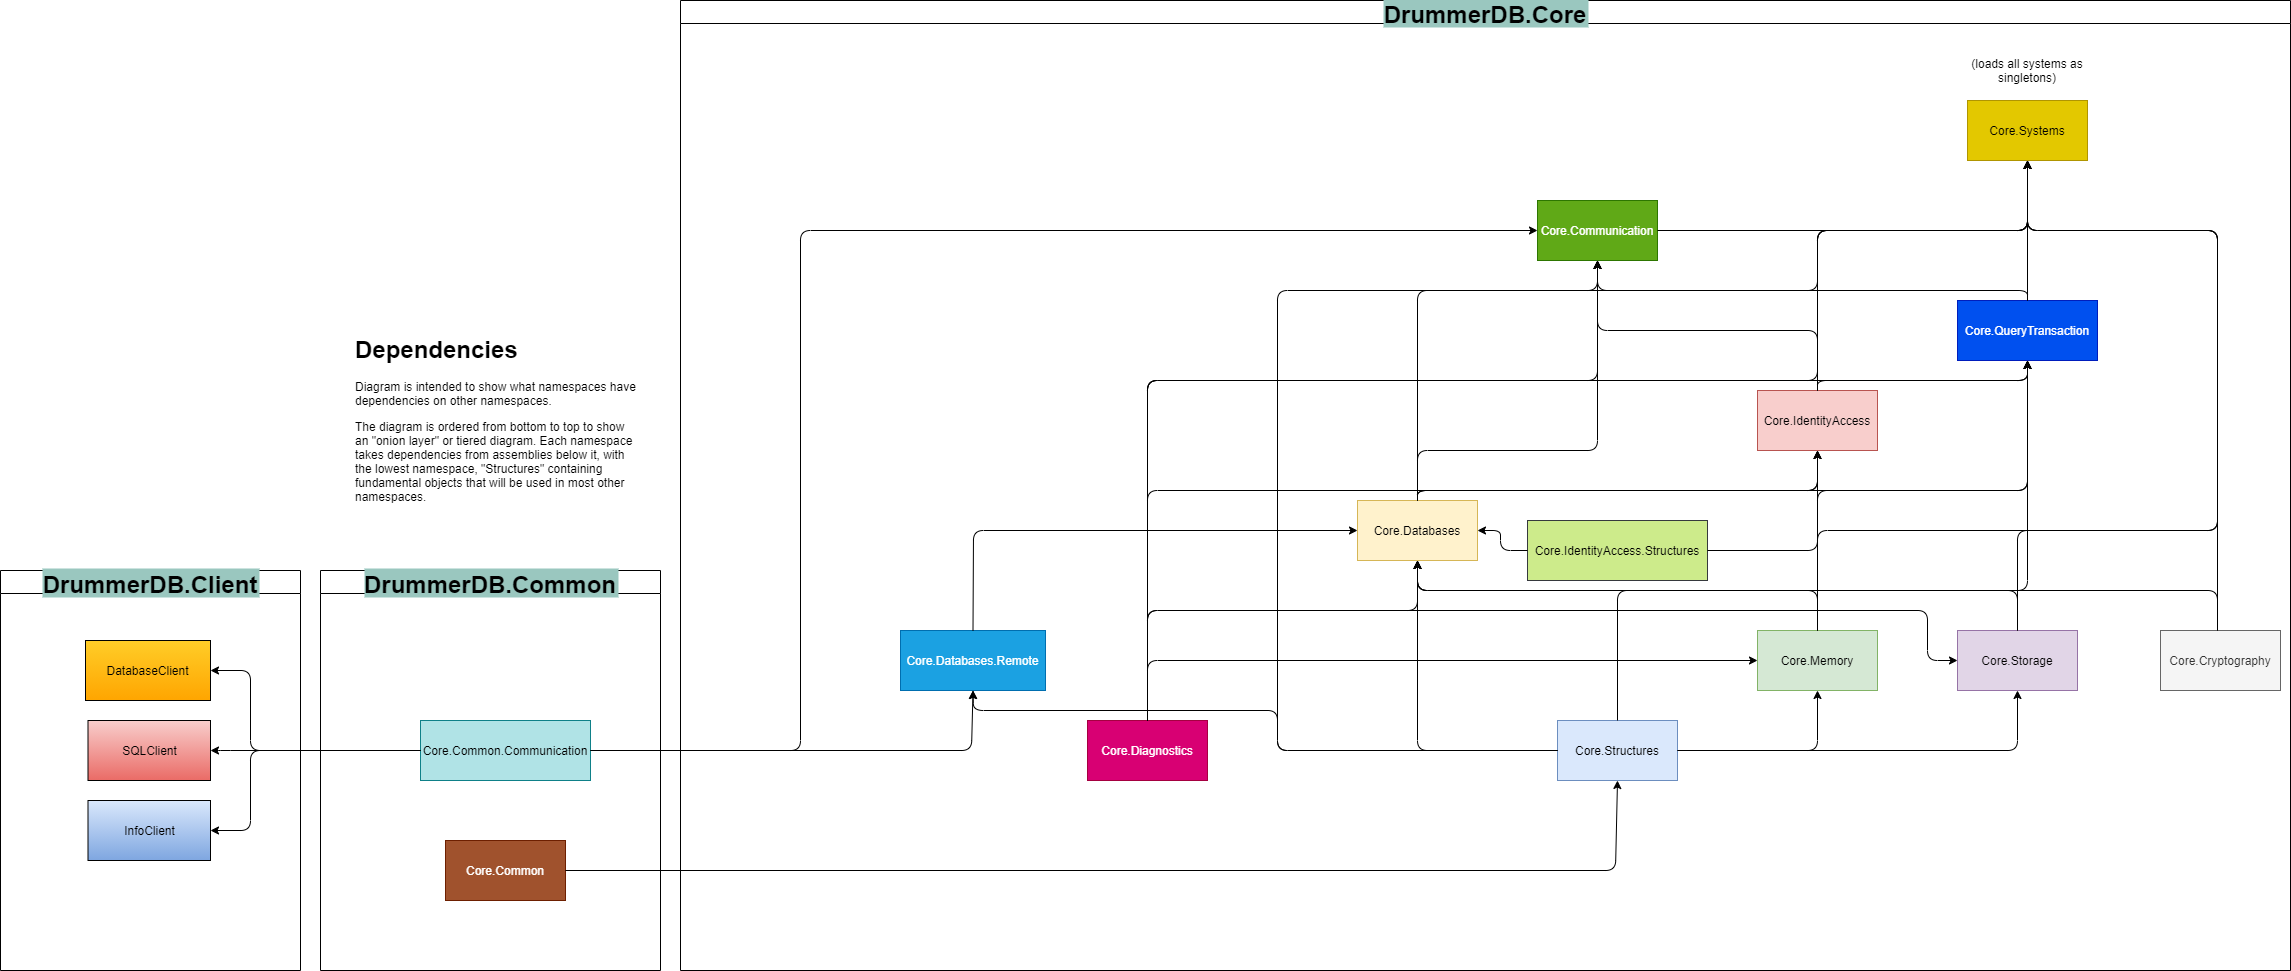 DrummerDB.Core
(loads all systems as
singletons)
Core.Systems
Core.Communication
Core.QueryTransaction
Dependencies
Diagram is intended to show what namespaces have
dependencies on other namespaces.
The diagram is ordered from bottom to top to show
an "onion layer" or tiered diagram. Each namespace
takes dependencies from assemblies below it, with
the lowest namespace, "Structures" containing
fundamental objects that will be used in most other
namespaces.
Core.IdentityAccess
Core.Databases
Core.IdentityAccess.Structures
DrummerDB.Client
DrummerDB.Common
DatabaseClient
SQLClient
InfoClient
Core.Common.Communication
Core.Common
Core.Databases.Remote
Core.Memory
Core.Storage
Core.Cryptography
Core.Diagnostics
Core.Structures